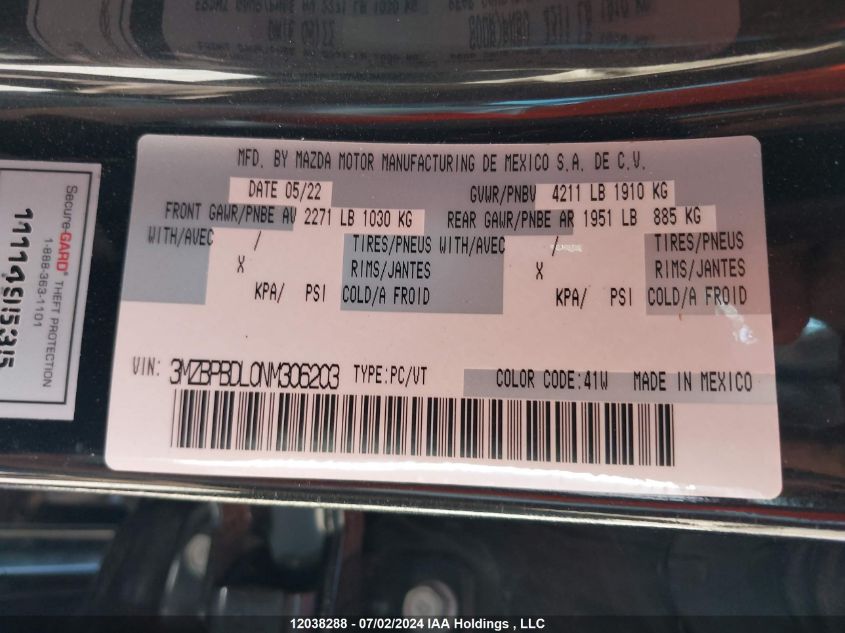 MFD. BY MAZDA MOTOR MANUFACTURING DE MEXICO S.A. DE C.V.
DATE 05/22 GVWR/PNBV 4211 LB 1910 KG
FRONT GAWR/PNBE AV 2271 LB 1030 KG REAR GAWR/PNBE AR 1951 LB 885 KG
WITH/AVEC / TIRES/PNEUS WITH/AVEC / TIRES/PNEUS
X RIMS/JANTES X RIMS/JANTES
KPA/ PSI COLD/A FROID KPA/ PSI COLD/A FROID
VIN: 3MZBPBDL0NM306203 TYPE:PC/VT COLOR CODE:41W MADE IN MEXICO
Secure-GARD® THEFT PROTECTION
1-888-363-1101
12038288 - 07/02/2024 IAA Holdings , LLC